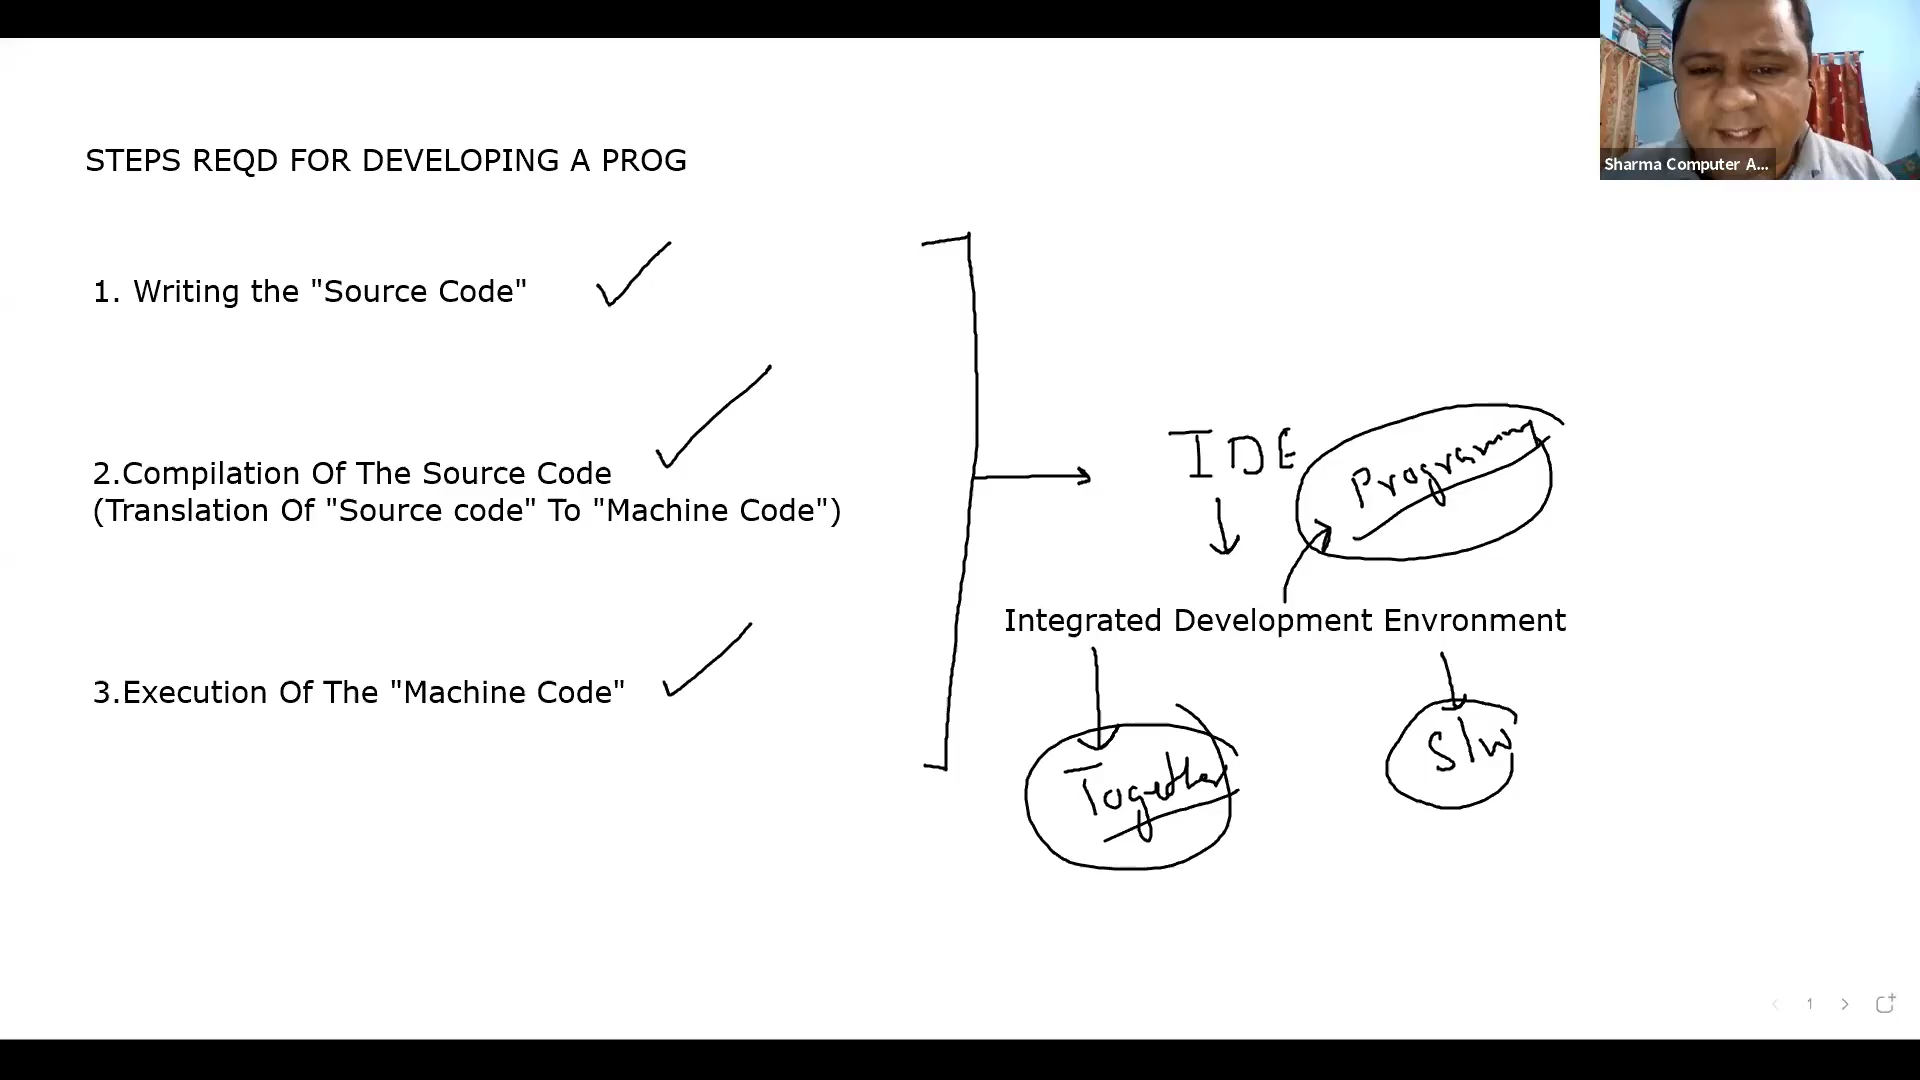 Sharma Computer A...
STEPS REQD FOR DEVELOPING A PROG
1. Writing the "Source Code"
2.Compilation Of The Source Code
(Translation Of "Source code" To "Machine Code")
3.Execution Of The "Machine Code"
IDE
Programming
Integrated Development Envronment
Together
S/W
1